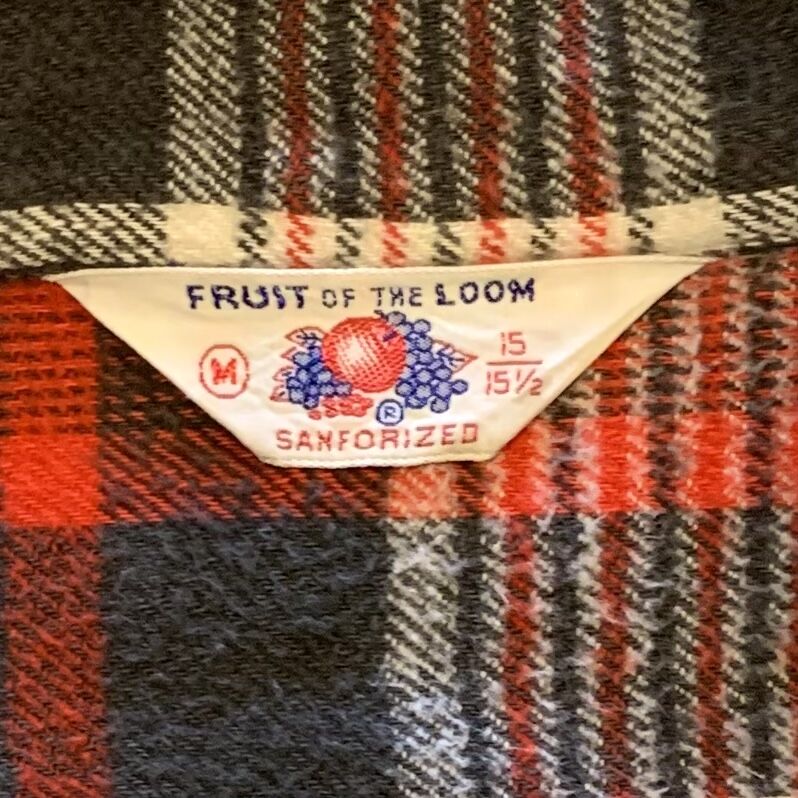 FRUIT OF THE LOOM
M
15
15½
®
SANFORIZED